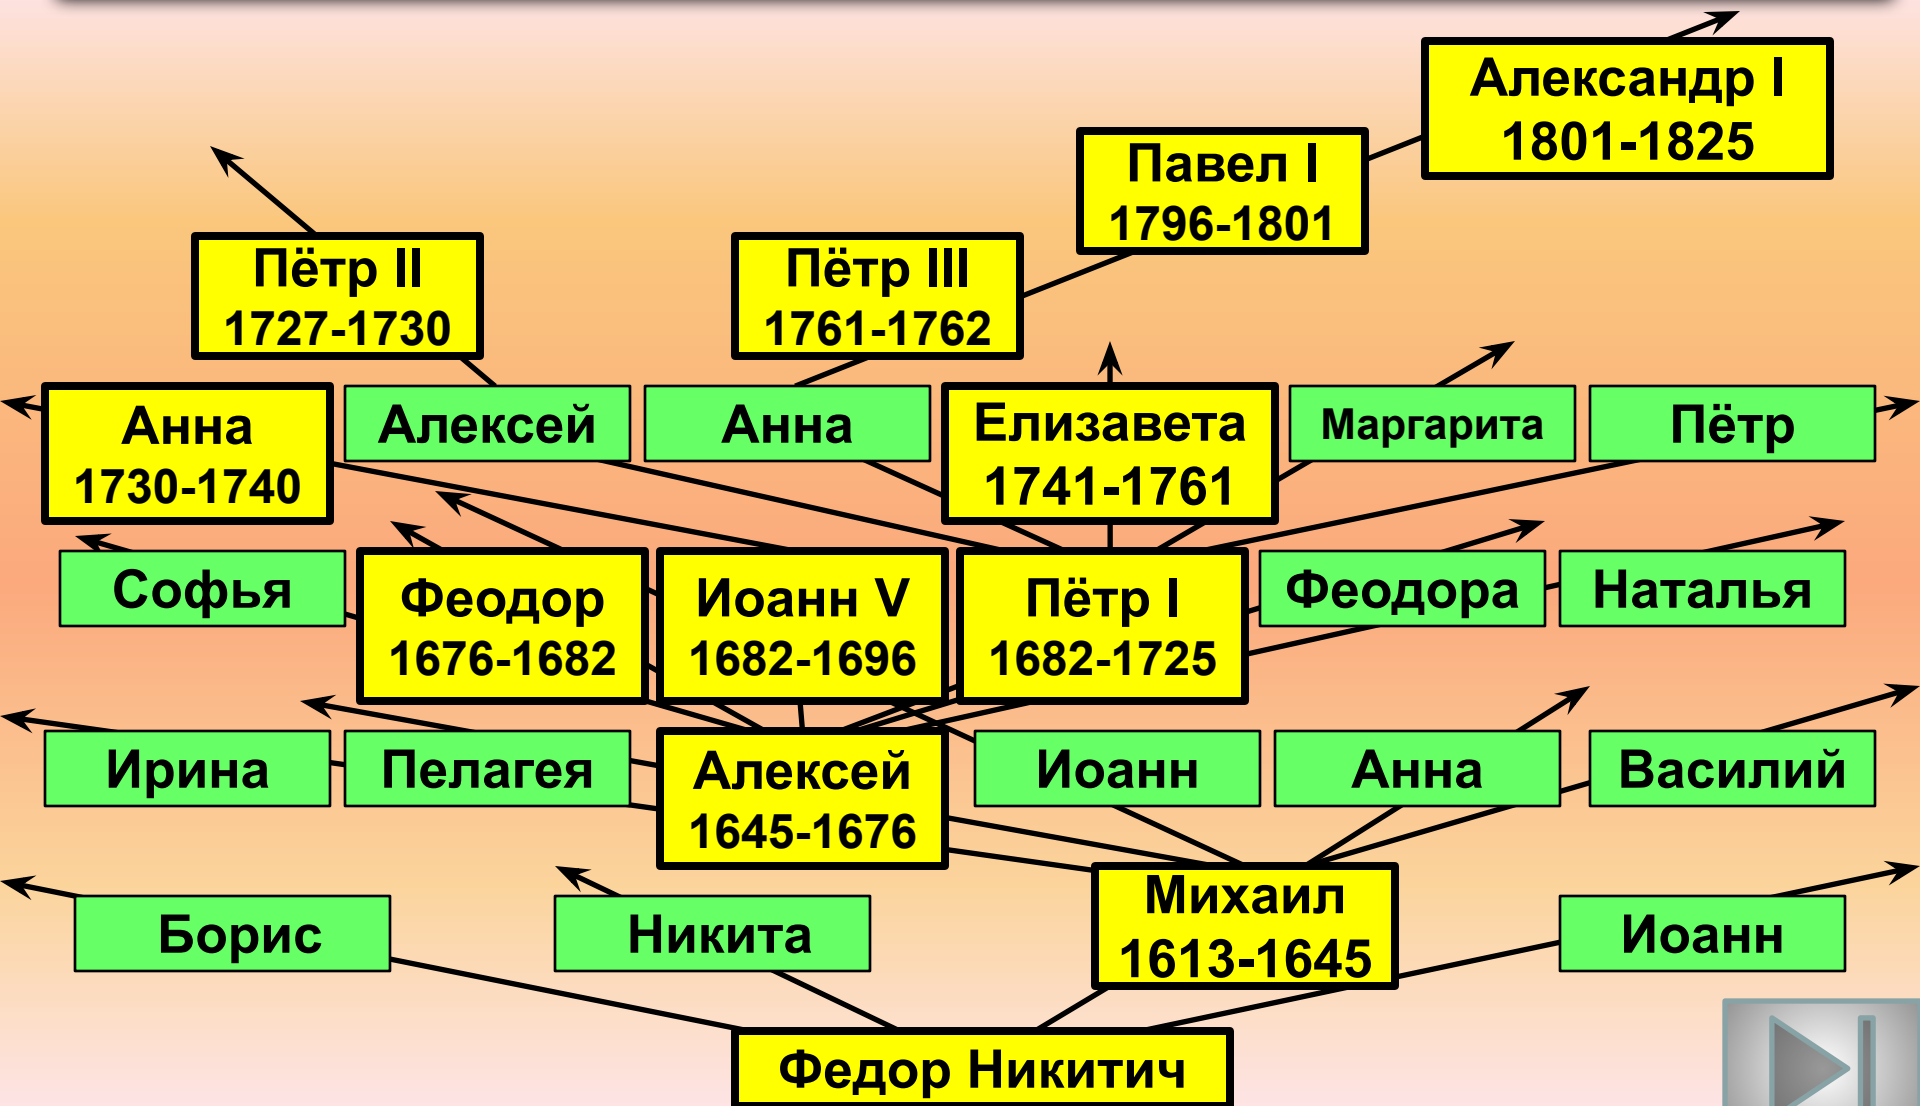 Александр I
1801-1825
Павел I
1796-1801
Пётр II
1727-1730
Пётр III
1761-1762
Анна
1730-1740
Алексей
Анна
Елизавета
1741-1761
Маргарита
Пётр
Софья
Феодор
1676-1682
Иоанн V
1682-1696
Пётр I
1682-1725
Феодора
Наталья
Ирина
Пелагея
Алексей
1645-1676
Иоанн
Анна
Василий
Борис
Никита
Михаил
1613-1645
Иоанн
Федор Никитич